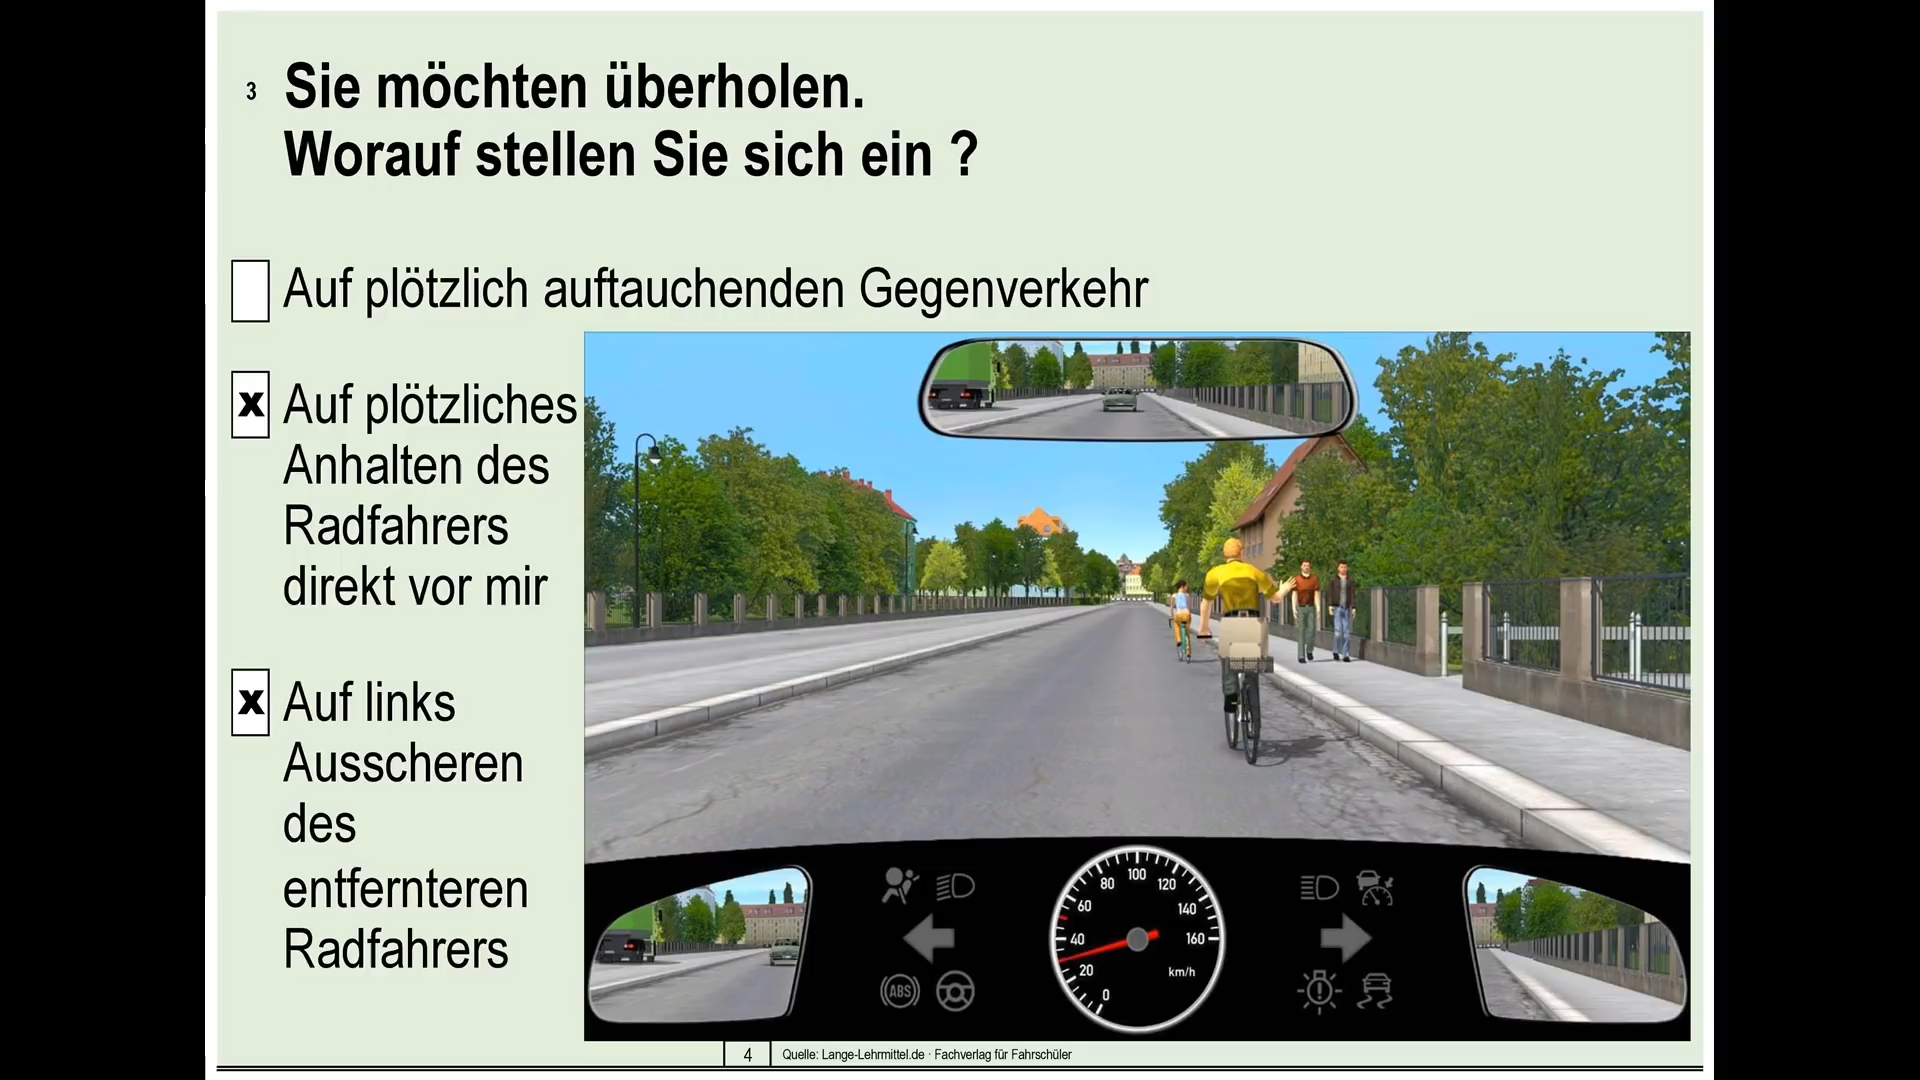 3 Sie möchten überholen.
Worauf stellen Sie sich ein ?
Auf plötzlich auftauchenden Gegenverkehr
x Auf plötzliches
Anhalten des
Radfahrers
direkt vor mir
x Auf links
Ausscheren
des
entfernteren
Radfahrers
80 100 120
60 140
40 160
20 km/h
0
ABS
4 Quelle: Lange-Lehrmittel.de · Fachverlag für Fahrschüler